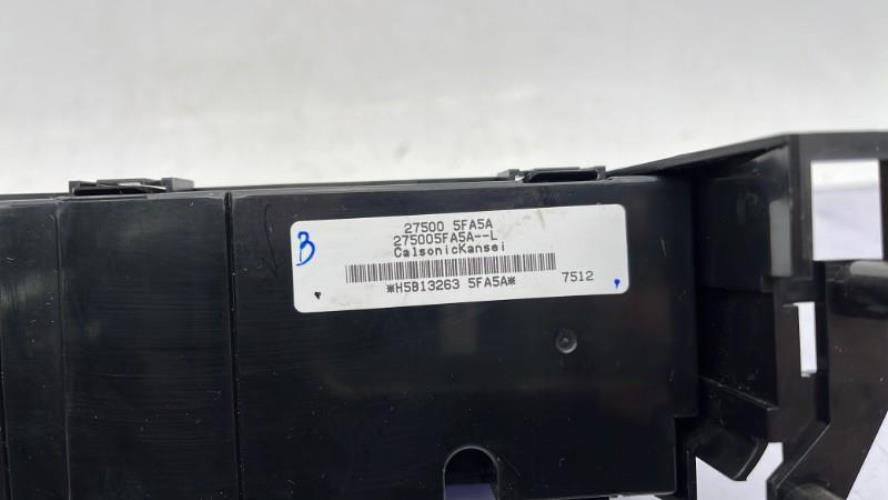 27500 5FA5A
275005FA5A--L
CalsonicKansei
*H5B13263 5FA5A*
7512
B